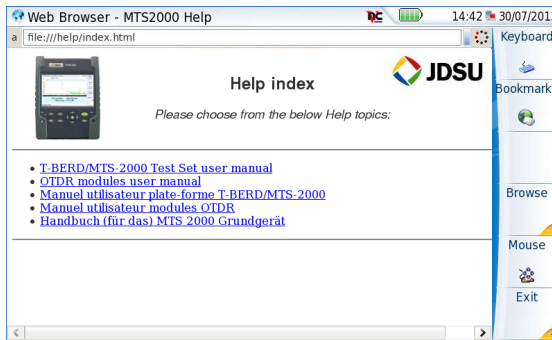 Web Browser - MTS2000 Help
14:42
30/07/201
a
file:///help/index.html
Keyboard
JDSU
Help index
Please choose from the below Help topics:
Bookmark
T-BERD/MTS-2000 Test Set user manual
OTDR modules user manual
Manuel utilisateur plate-forme T-BERD/MTS-2000
Manuel utilisateur modules OTDR
Handbuch (für das) MTS 2000 Grundgerät
Browse
Mouse
Exit